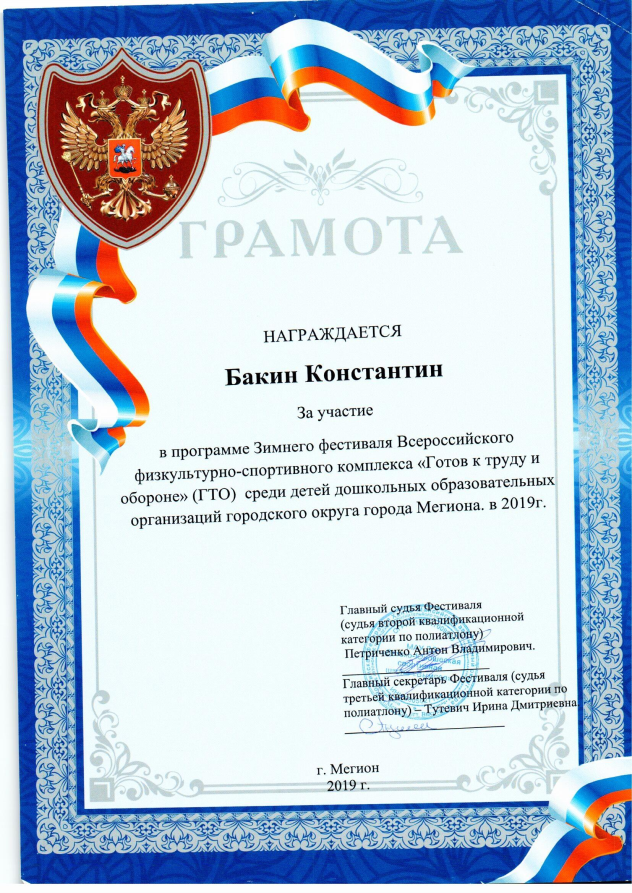 ГРАМОТА
НАГРАЖДАЕТСЯ
Бакин Константин
За участие
в программе Зимнего фестиваля Всероссийского
физкультурно-спортивного комплекса «Готов к труду и
обороне» (ГТО) среди детей дошкольных образовательных
организаций городского округа города Мегиона. в 2019г.
Главный судья Фестиваля
(судья второй квалификационной
категории по полиатлону)
Петриченко Антон Владимирович.
Главный секретарь Фестиваля (судья
третьей квалификационной категории по
полиатлону) – Тутевич Ирина Дмитриевна
г. Мегион
2019 г.